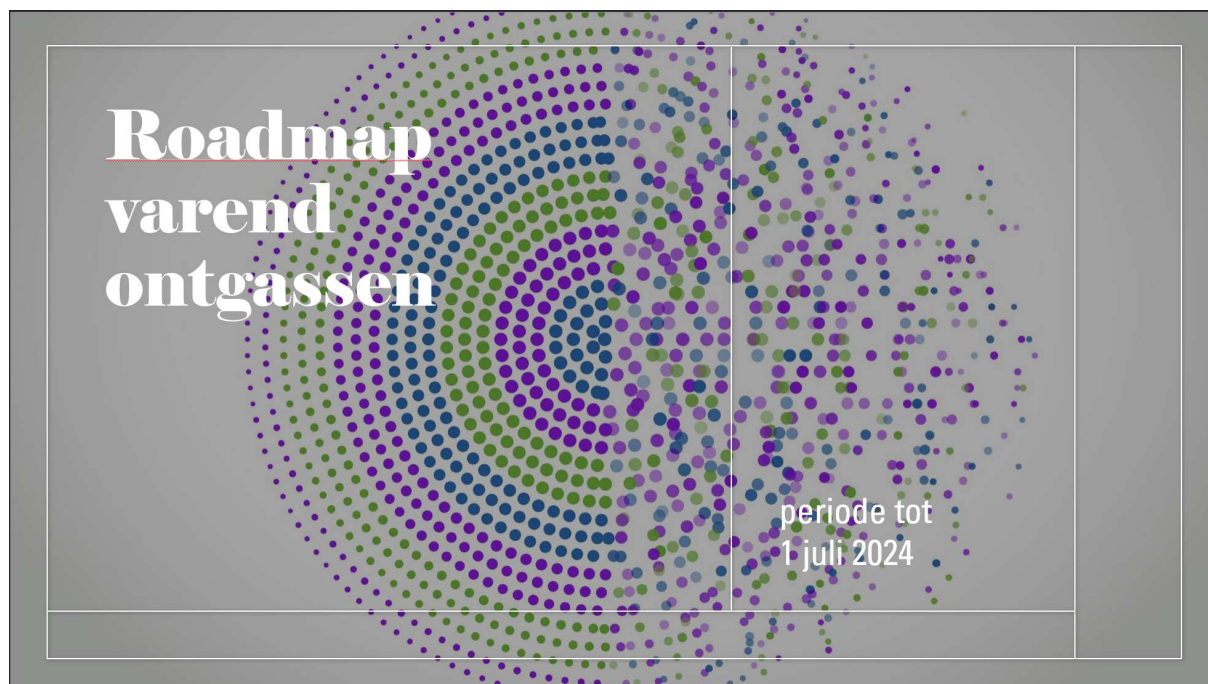 Roadmap
varend
ontgassen
periode tot
1 juli 2024